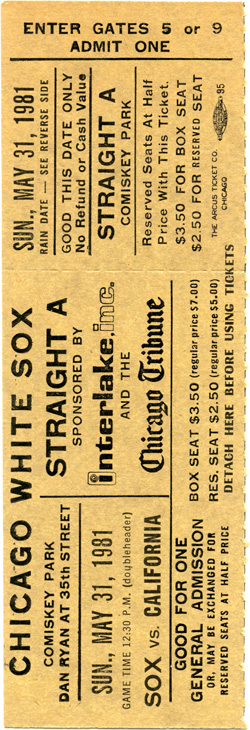 ENTER GATES 5 or 9
ADMIT ONE
SUN., MAY 31, 1981
RAIN DATE — SEE REVERSE SIDE
GOOD THIS DATE ONLY
No Refund or Cash Value
STRAIGHT A
COMISKEY PARK
Reserved Seats At Half
Price With This Ticket.
$3.50 FOR BOX SEAT
$2.50 FOR RESERVED SEAT
95
THE ARCUS TICKET CO.
CHICAGO
CHICAGO WHITE SOX
COMISKEY PARK
DAN RYAN AT 35th STREET
STRAIGHT A
SPONSORED BY
interlake, inc.
AND THE
Chicago Tribune
SUN., MAY 31, 1981
GAME TIME 12:30 P.M. (doubleheader)
SOX vs. CALIFORNIA
GOOD FOR ONE
GENERAL ADMISSION
OR, MAY BE EXCHANGED FOR
RESERVED SEATS AT HALF PRICE
BOX SEAT $3.50 (regular price $7.00)
RES. SEAT $2.50 (regular price $5.00)
DETACH HERE BEFORE USING TICKETS